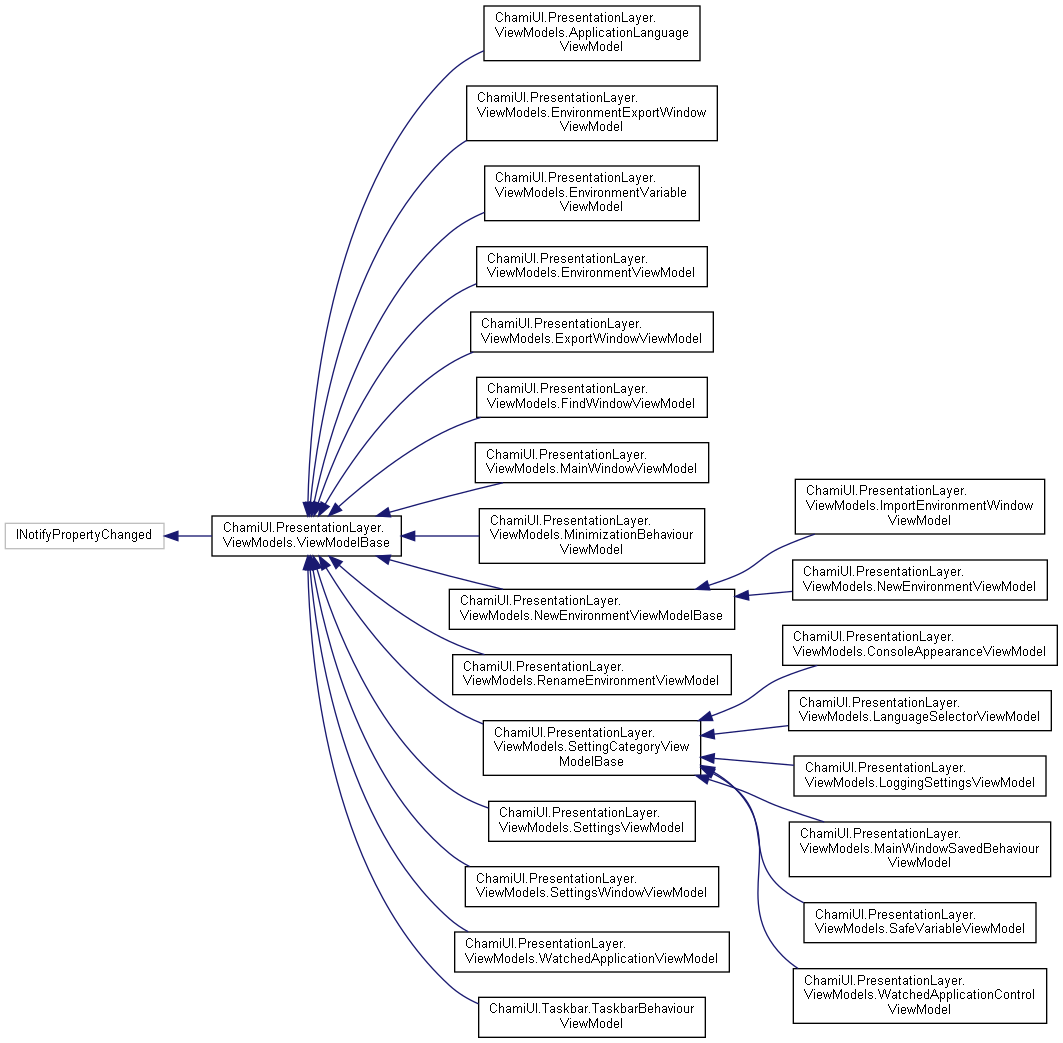 INotifyPropertyChanged
ChamiUI.PresentationLayer.
ViewModels.ViewModelBase
ChamiUI.PresentationLayer.
ViewModels.ApplicationLanguage
ViewModel
ChamiUI.PresentationLayer.
ViewModels.EnvironmentExportWindow
ViewModel
ChamiUI.PresentationLayer.
ViewModels.EnvironmentVariable
ViewModel
ChamiUI.PresentationLayer.
ViewModels.EnvironmentViewModel
ChamiUI.PresentationLayer.
ViewModels.ExportWindowViewModel
ChamiUI.PresentationLayer.
ViewModels.FindWindowViewModel
ChamiUI.PresentationLayer.
ViewModels.MainWindowViewModel
ChamiUI.PresentationLayer.
ViewModels.MinimizationBehaviour
ViewModel
ChamiUI.PresentationLayer.
ViewModels.NewEnvironmentViewModelBase
ChamiUI.PresentationLayer.
ViewModels.RenameEnvironmentViewModel
ChamiUI.PresentationLayer.
ViewModels.SettingCategoryView
ModelBase
ChamiUI.PresentationLayer.
ViewModels.SettingsViewModel
ChamiUI.PresentationLayer.
ViewModels.SettingsWindowViewModel
ChamiUI.PresentationLayer.
ViewModels.WatchedApplicationViewModel
ChamiUI.Taskbar.TaskbarBehaviour
ViewModel
ChamiUI.PresentationLayer.
ViewModels.ImportEnvironmentWindow
ViewModel
ChamiUI.PresentationLayer.
ViewModels.NewEnvironmentViewModel
ChamiUI.PresentationLayer.
ViewModels.ConsoleAppearanceViewModel
ChamiUI.PresentationLayer.
ViewModels.LanguageSelectorViewModel
ChamiUI.PresentationLayer.
ViewModels.LoggingSettingsViewModel
ChamiUI.PresentationLayer.
ViewModels.MainWindowSavedBehaviour
ViewModel
ChamiUI.PresentationLayer.
ViewModels.SafeVariableViewModel
ChamiUI.PresentationLayer.
ViewModels.WatchedApplicationControl
ViewModel